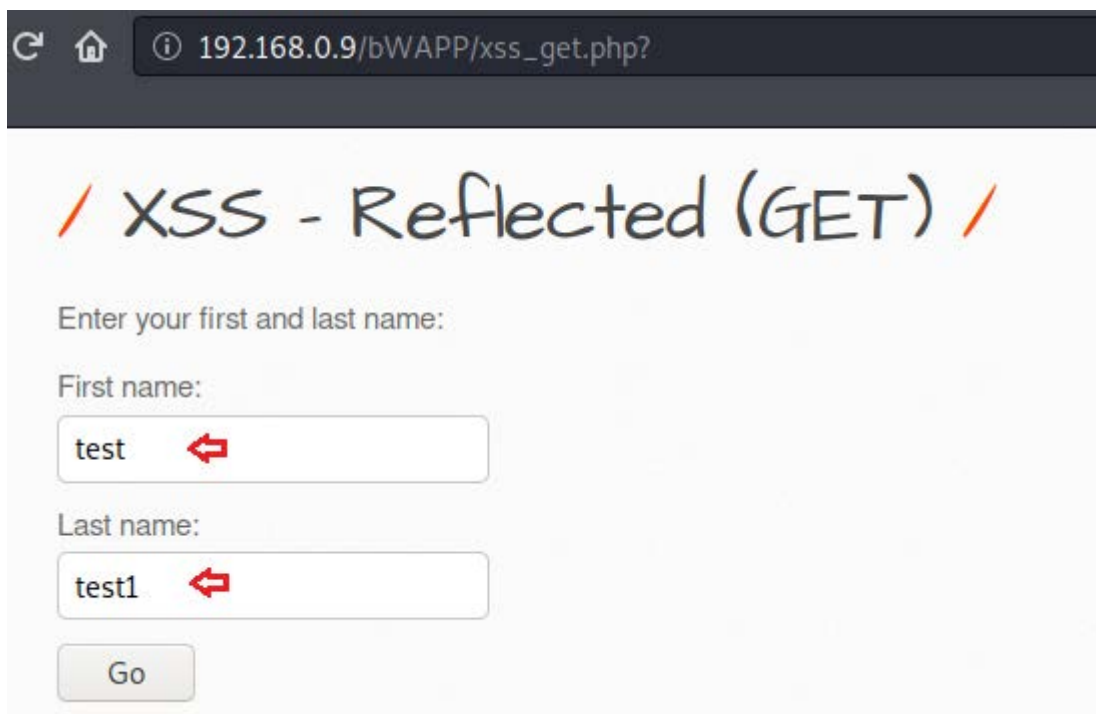 192.168.0.9/bWAPP/xss_get.php?
/ XSS - Reflected (GET) /
Enter your first and last name:
First name:
test
Last name:
test1
Go